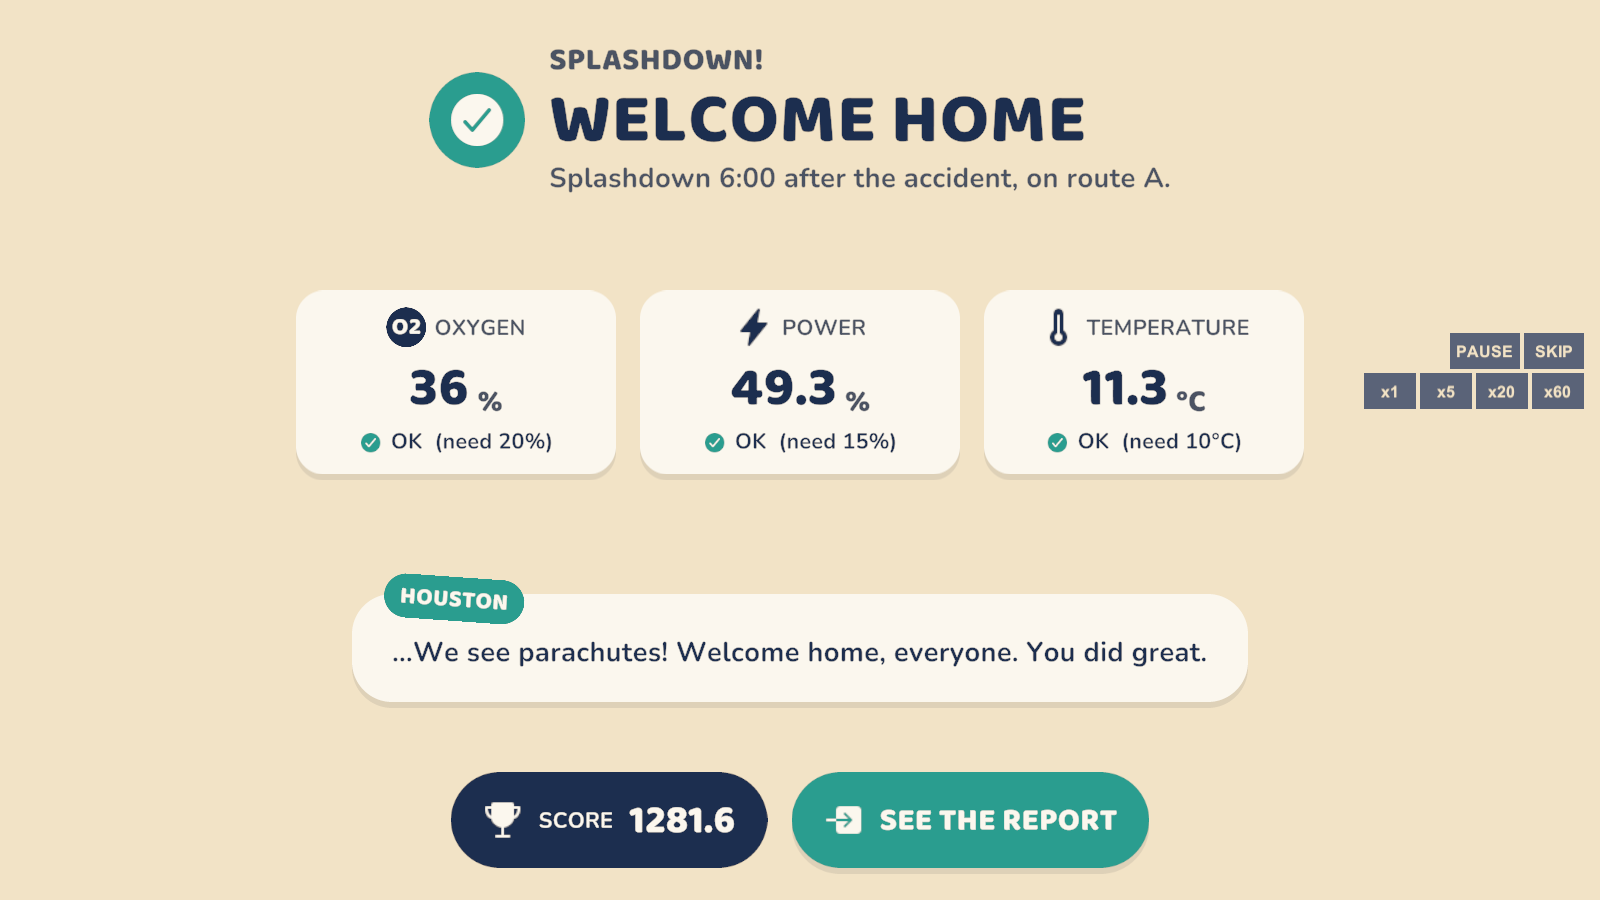 SPLASHDOWN!
WELCOME HOME
Splashdown 6:00 after the accident, on route A.
O2 OXYGEN
36 %
OK (need 20%)
POWER
49.3 %
OK (need 15%)
TEMPERATURE
11.3 °C
OK (need 10°C)
PAUSE SKIP
x1 x5 x20 x60
HOUSTON
...We see parachutes! Welcome home, everyone. You did great.
SCORE 1281.6
SEE THE REPORT